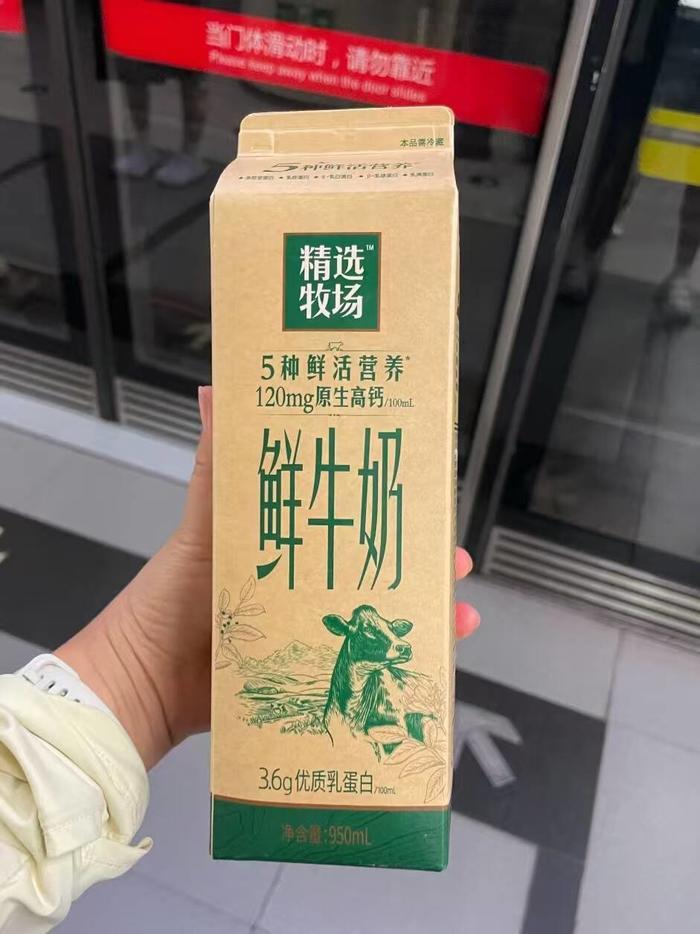 当门体滑动时，请勿靠近
Please keep away when the door slides
本品需冷藏
5种鲜活营养*
精选™
牧场
5种鲜活营养*
120mg原生高钙/100mL
鲜牛奶
3.6g优质乳蛋白/100mL
净含量:950mL